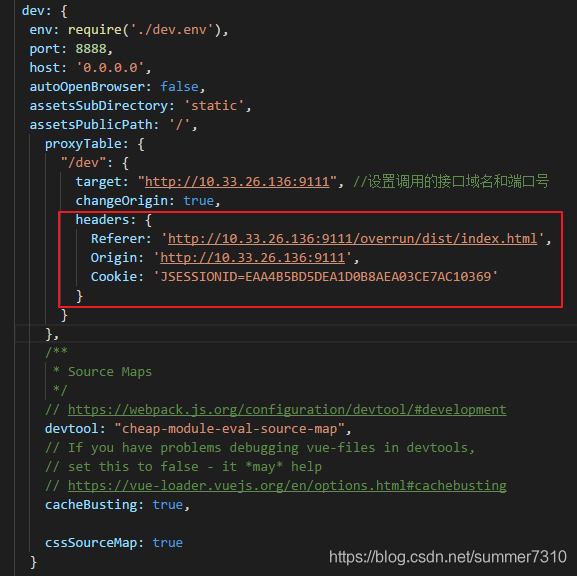 dev: {
env: require('./dev.env'),
port: 8888,
host: '0.0.0.0',
autoOpenBrowser: false,
assetsSubDirectory: 'static',
assetsPublicPath: '/',
proxyTable: {
"/dev": {
target: "http://10.33.26.136:9111", //设置调用的接口域名和端口号
changeOrigin: true,
headers: {
Referer: 'http://10.33.26.136:9111/overrun/dist/index.html',
Origin: 'http://10.33.26.136:9111',
Cookie: 'JSESSIONID=EAA4B5BD5DEA1D0B8AEA03CE7AC10369'
}
}
},
/**
* Source Maps
*/
// https://webpack.js.org/configuration/devtool/#development
devtool: "cheap-module-eval-source-map",
// If you have problems debugging vue-files in devtools,
// set this to false - it *may* help
// https://vue-loader.vuejs.org/en/options.html#cachebusting
cacheBusting: true,
cssSourceMap: true
}
https://blog.csdn.net/summer7310